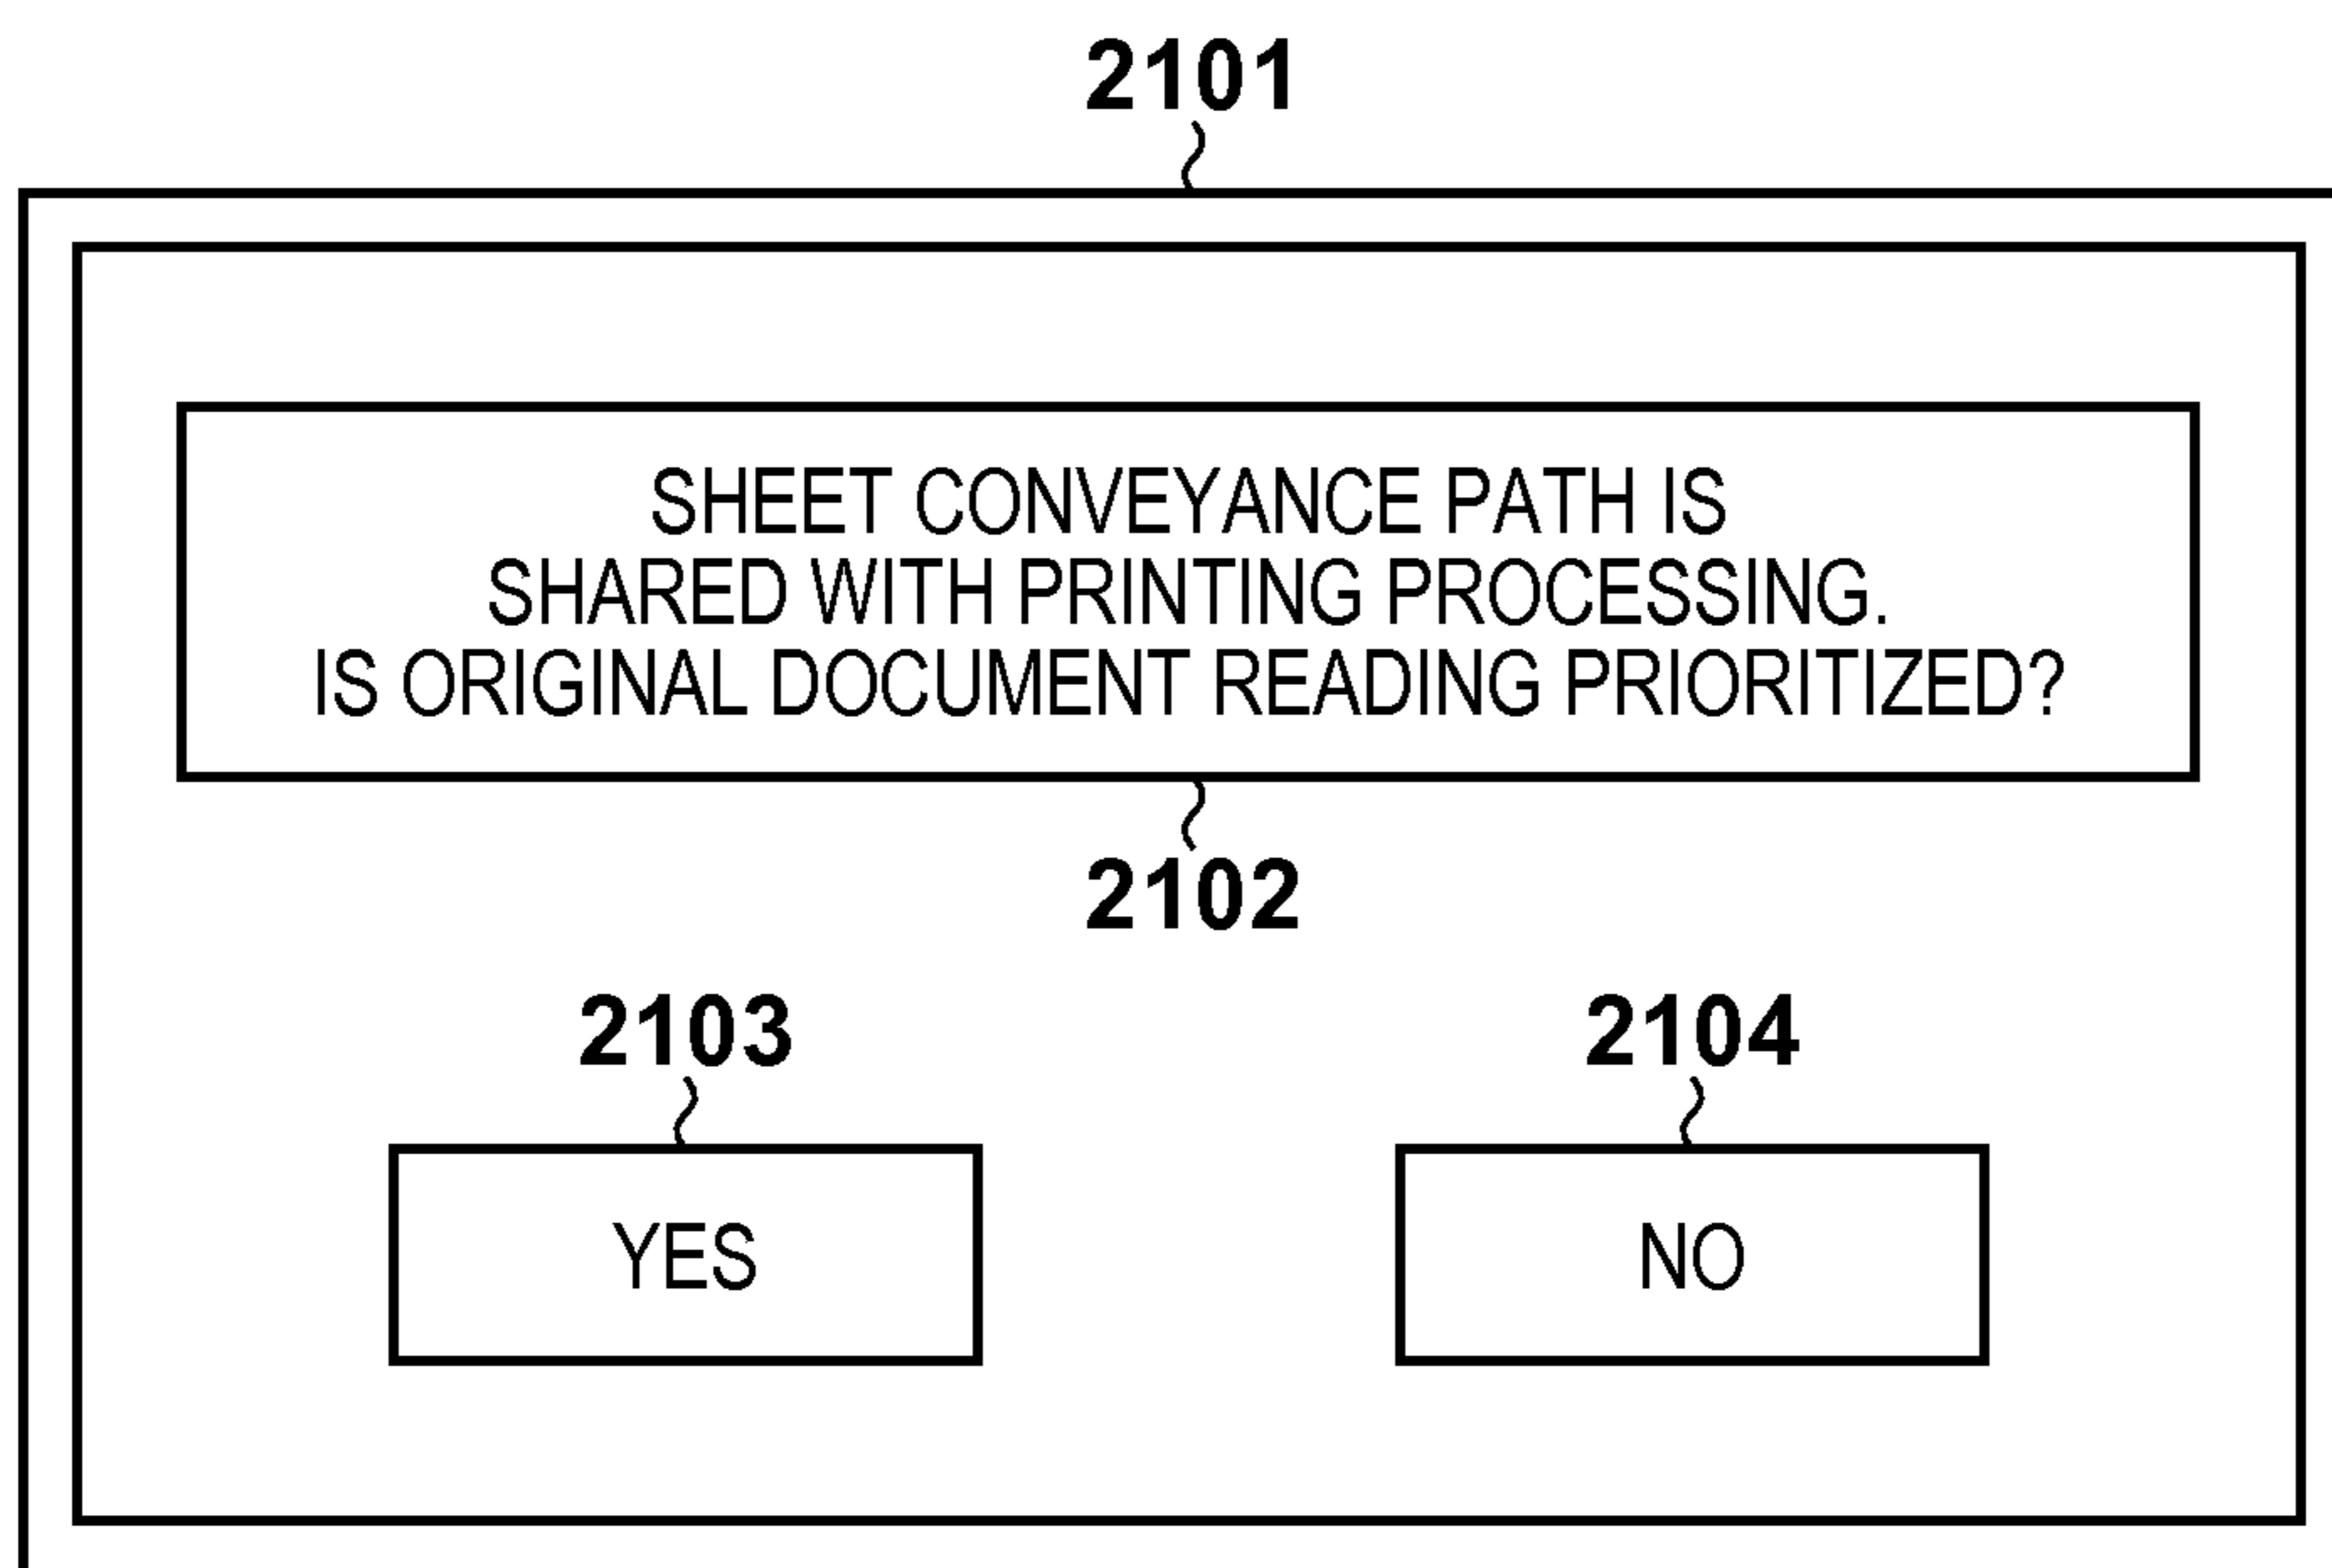 2101
SHEET CONVEYANCE PATH IS
SHARED WITH PRINTING PROCESSING.
IS ORIGINAL DOCUMENT READING PRIORITIZED?
2102
2103
2104
YES
NO